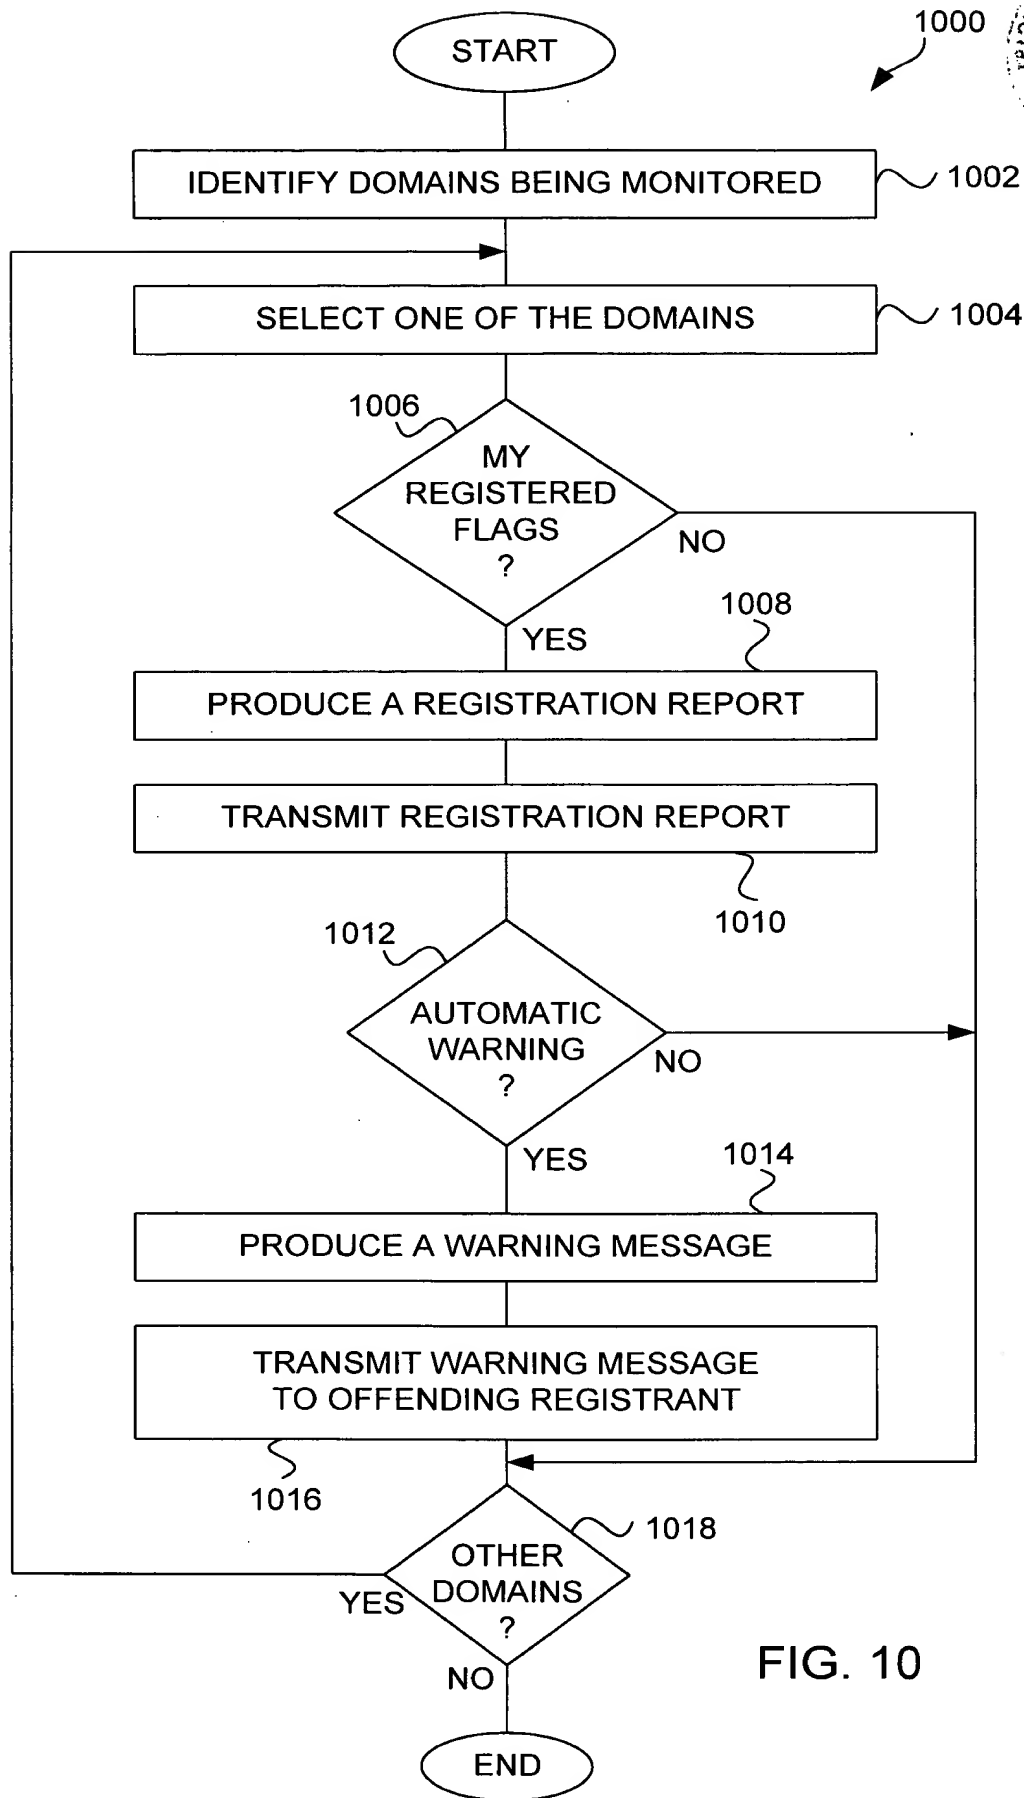 START
1000
IDENTIFY DOMAINS BEING MONITORED
1002
SELECT ONE OF THE DOMAINS
1004
1006
MY
REGISTERED
FLAGS
?
NO
YES
1008
PRODUCE A REGISTRATION REPORT
TRANSMIT REGISTRATION REPORT
1010
1012
AUTOMATIC
WARNING
?
NO
YES
1014
PRODUCE A WARNING MESSAGE
TRANSMIT WARNING MESSAGE
TO OFFENDING REGISTRANT
1016
1018
OTHER
DOMAINS
?
YES
NO
FIG. 10
END